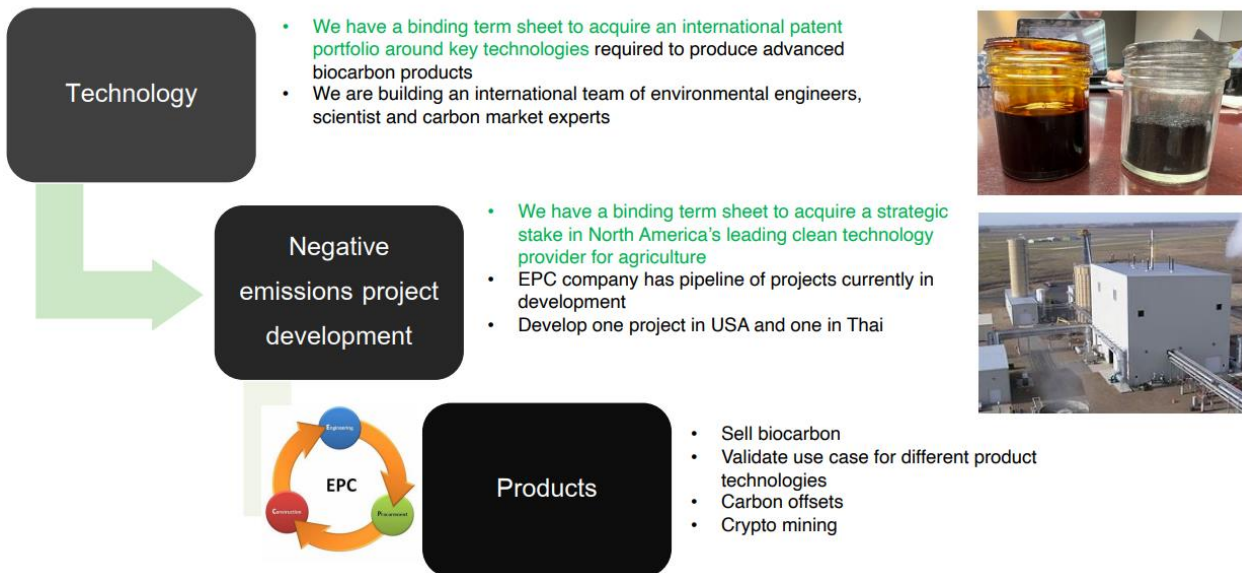 Technology
• We have a binding term sheet to acquire an international patent
portfolio around key technologies required to produce advanced
biocarbon products
• We are building an international team of environmental engineers,
scientist and carbon market experts
Negative
emissions project
development
• We have a binding term sheet to acquire a strategic
stake in North America's leading clean technology
provider for agriculture
• EPC company has pipeline of projects currently in
development
• Develop one project in USA and one in Thai
Engineering
EPC
Construction
Procurement
Products
• Sell biocarbon
• Validate use case for different product
technologies
• Carbon offsets
• Crypto mining